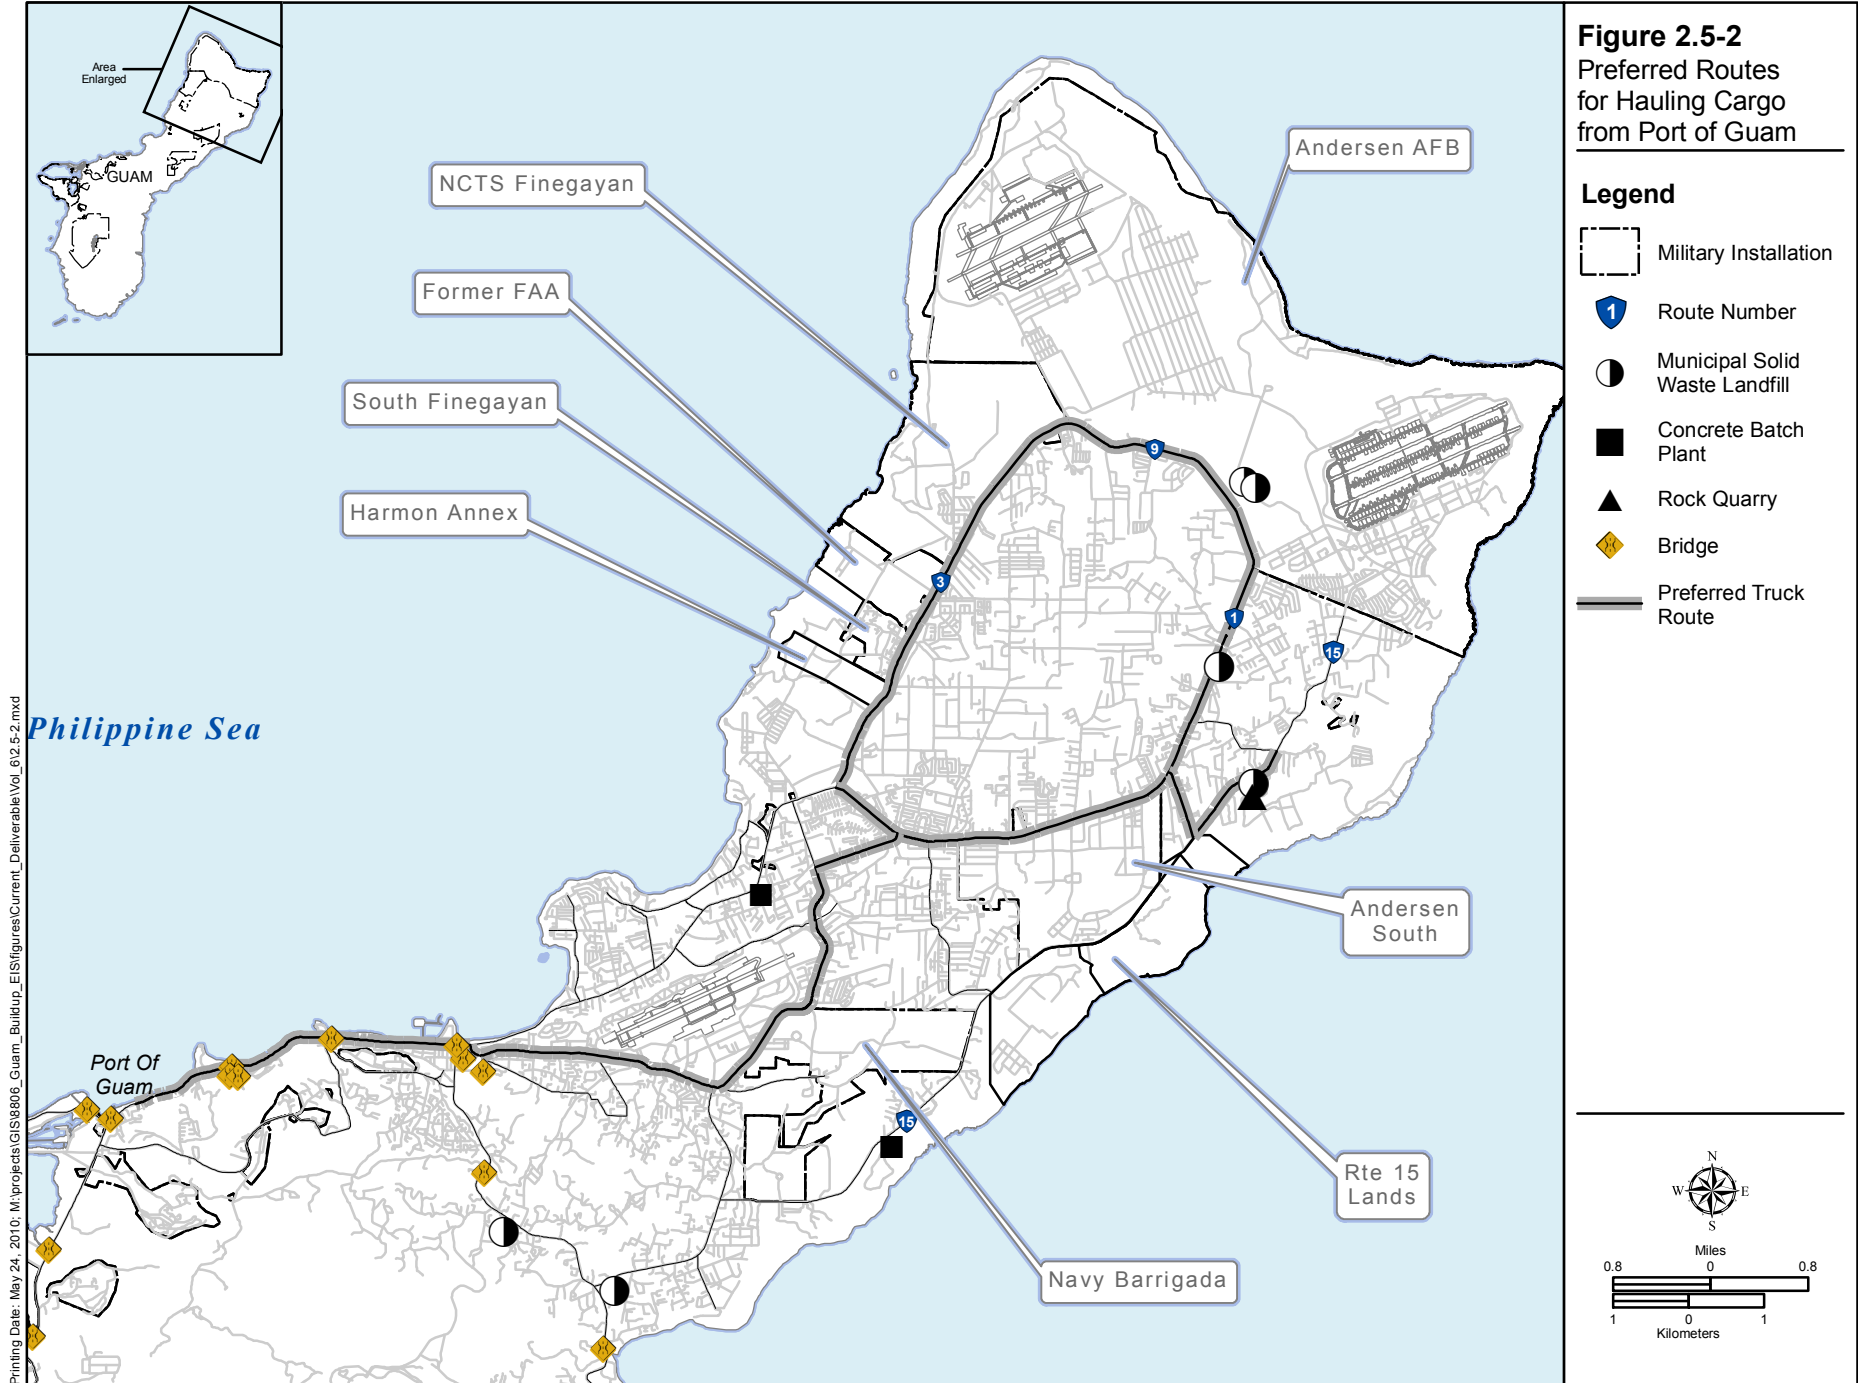 Figure 2.5-2
Preferred Routes
for Hauling Cargo
from Port of Guam
Legend
Military Installation
1
Route Number
Municipal Solid
Waste Landfill
Concrete Batch
Plant
Rock Quarry
Bridge
Preferred Truck
Route
N
W
E
S
Miles
0.8
0
0.8
1
0
1
Kilometers
Area
Enlarged
GUAM
Andersen AFB
NCTS Finegayan
Former FAA
South Finegayan
Harmon Annex
9
3
1
15
Philippine Sea
Andersen
South
Port Of
Guam
15
Rte 15
Lands
Navy Barrigada
Printing Date: May 24, 2010; M:\projects\GIS\8806_Guam_Buildup_EIS\figures\Current_Deliverable\Vol_6\2.5-2.mxd